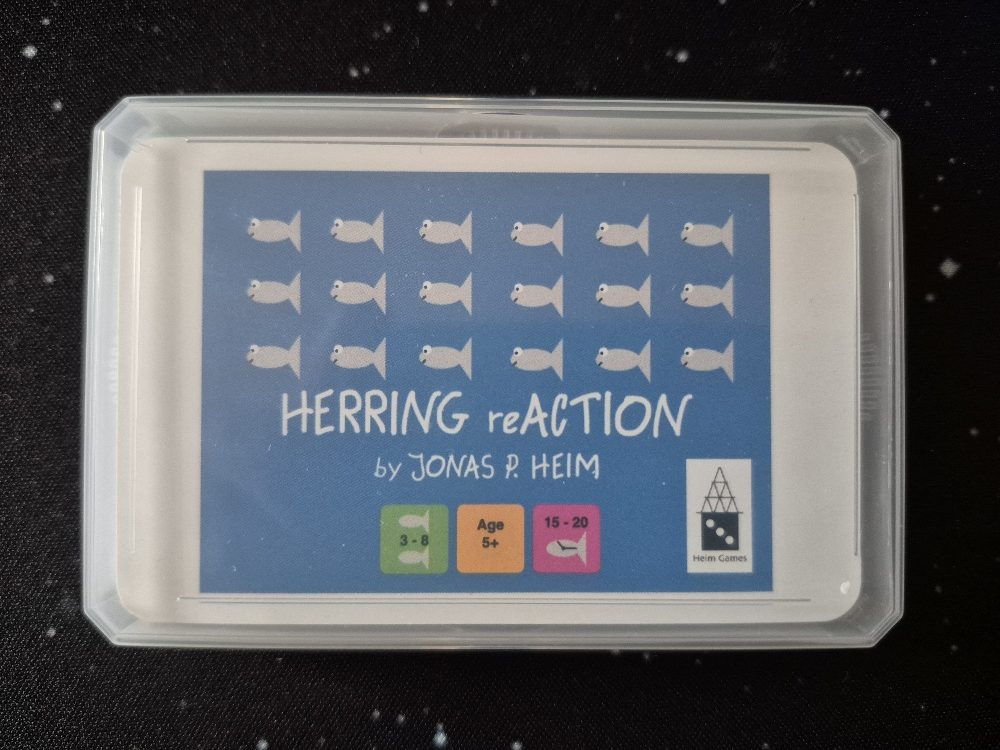 HERRING reACTION
by JONAS P. HEIM
3 - 8
Age
5+
15 - 20
Heim Games